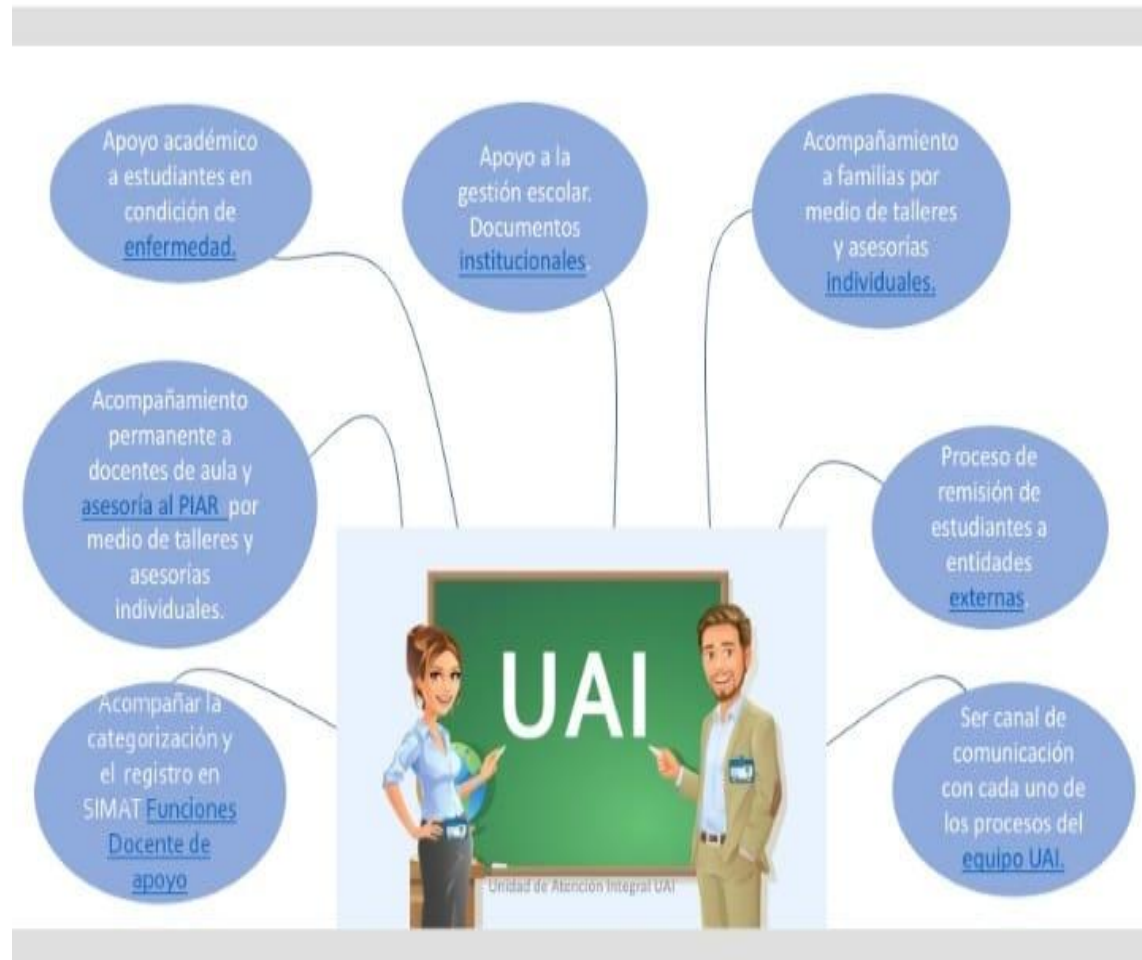 Apoyo académico
a estudiantes en
condición de
enfermedad.
Apoyo a la
gestión escolar.
Documentos
institutionales.
Acompañamiento
a familias por
medio de talleres
y asesorías
individuales.
Acompañamiento
permanente a
docentes de aula y
asesoría al PIAR por
medio de talleres y
asesorías
individuales.
Proceso de
remisión de
estudiantes a
entidades
externas.
Acompañar la
categorización y
el registro en
SIMAT Funciones
Docente de
apoyo
Ser canal de
comunicación
con cada uno de
los procesos del
equipo UAI.
UAI
Unidad de Atención Integral UAI